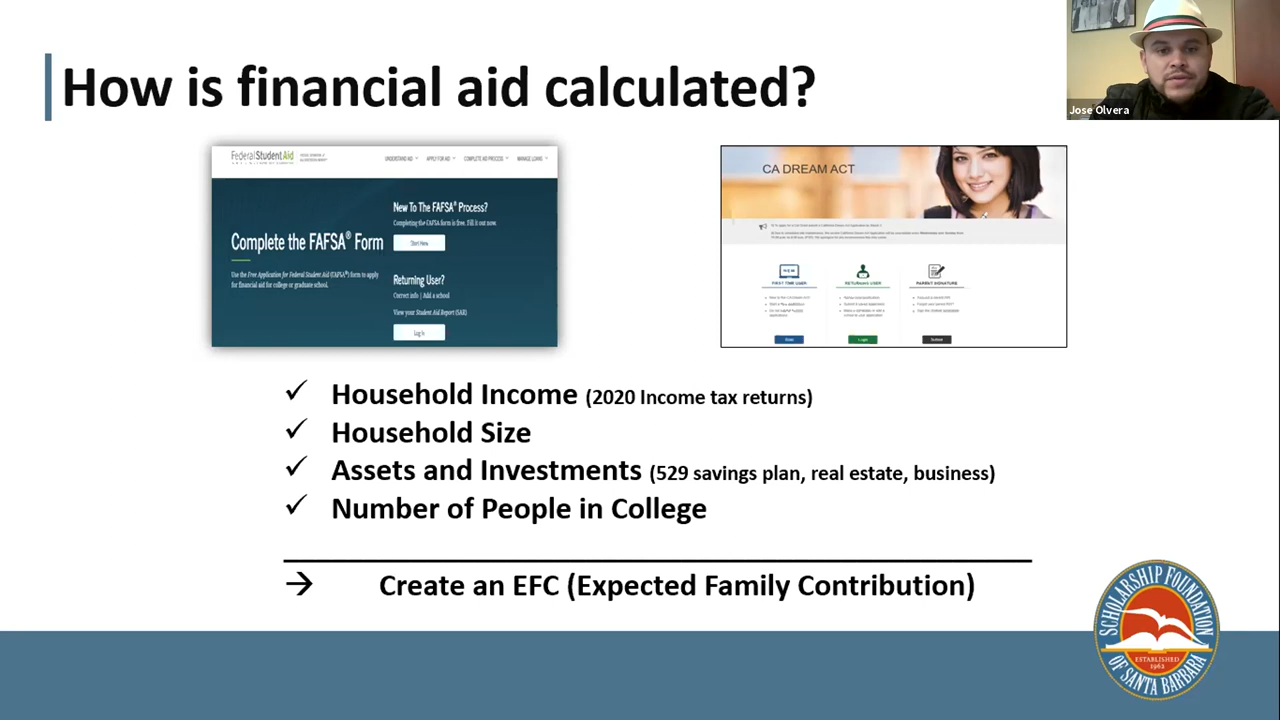 How is financial aid calculated?
Jose Olvera
Federal Student Aid
UNDERSTAND AID
APPLY FOR AID
COMPLETE AID PROCESS
MANAGE LOANS
New To The FAFSA® Process?
Completing the FAFSA form is free. Fill it out now.
Start Here
Complete the FAFSA® Form
Use the Free Application for Federal Student Aid (FAFSA®) form to apply
for financial aid for college or graduate school.
Returning User?
Correct info | Add a school
View your Student Aid Report (SAR)
Log In
CA DREAM ACT
FIRST TIME USER
RETURNING USER
PARENT SIGNATURE
Start
Login
✓ Household Income (2020 Income tax returns)
✓ Household Size
✓ Assets and Investments (529 savings plan, real estate, business)
✓ Number of People in College
→ Create an EFC (Expected Family Contribution)
SCHOLARSHIP FOUNDATION
ESTABLISHED
1962
OF SANTA BARBARA